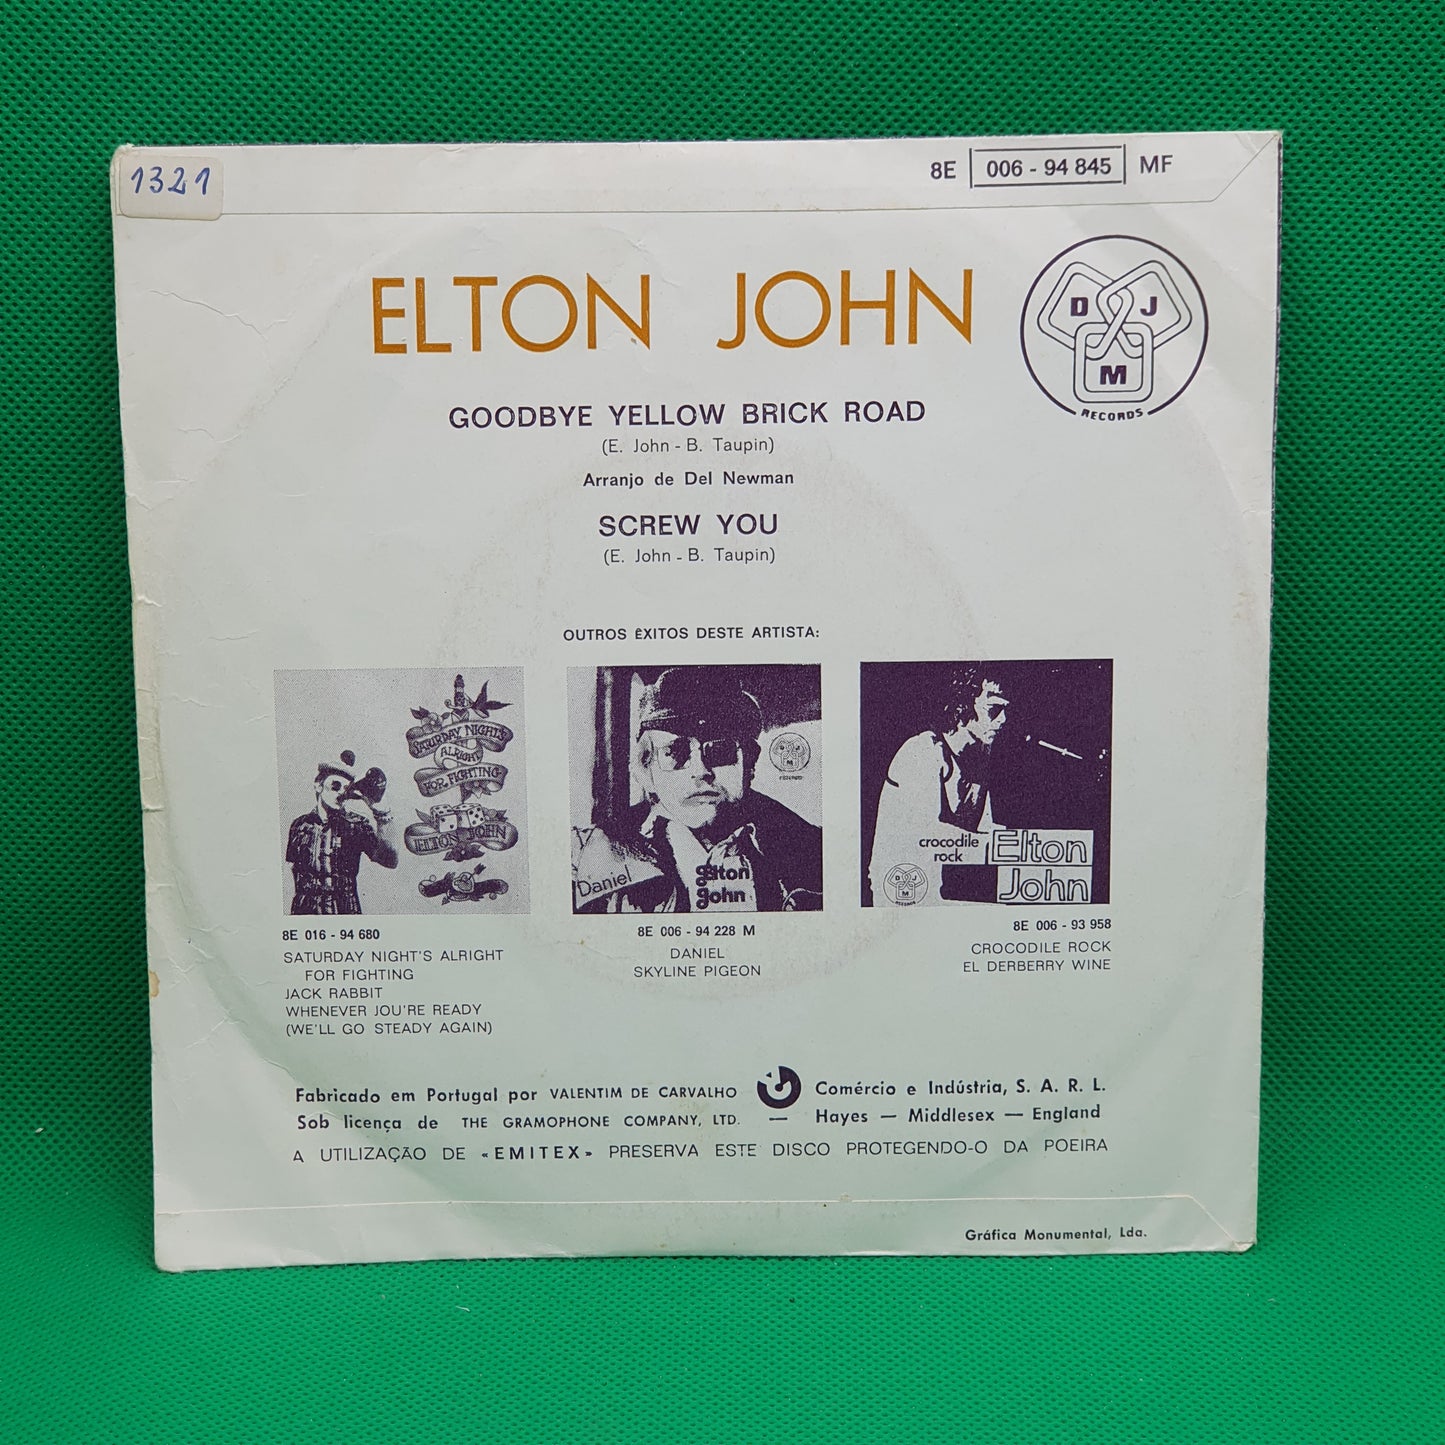 1321
8E 006 - 94 845 MF
ELTON JOHN
D J M
RECORDS
GOODBYE YELLOW BRICK ROAD
(E. John - B. Taupin)
Arranjo de Del Newman
SCREW YOU
(E. John - B. Taupin)
OUTROS ÊXITOS DESTE ARTISTA:
SATURDAY NIGHT'S
ALRIGHT
FOR FIGHTING
ELTON JOHN
8E 016 - 94 680
SATURDAY NIGHT'S ALRIGHT
FOR FIGHTING
JACK RABBIT
WHENEVER JOU'RE READY
(WE'LL GO STEADY AGAIN)
D J M
RECORDS
Daniel
Elton
John
8E 006 - 94 228 M
DANIEL
SKYLINE PIGEON
crocodile
rock
Elton
John
D J M
RECORDS
8E 006 - 93 958
CROCODILE ROCK
EL DERBERRY WINE
Fabricado em Portugal por VALENTIM DE CARVALHO Comércio e Indústria, S. A. R. L.
Sob licença de THE GRAMOPHONE COMPANY, LTD. — Hayes — Middlesex — England
A UTILIZAÇÃO DE «EMITEX» PRESERVA ESTE DISCO PROTEGENDO-O DA POEIRA
Gráfica Monumental, Lda.